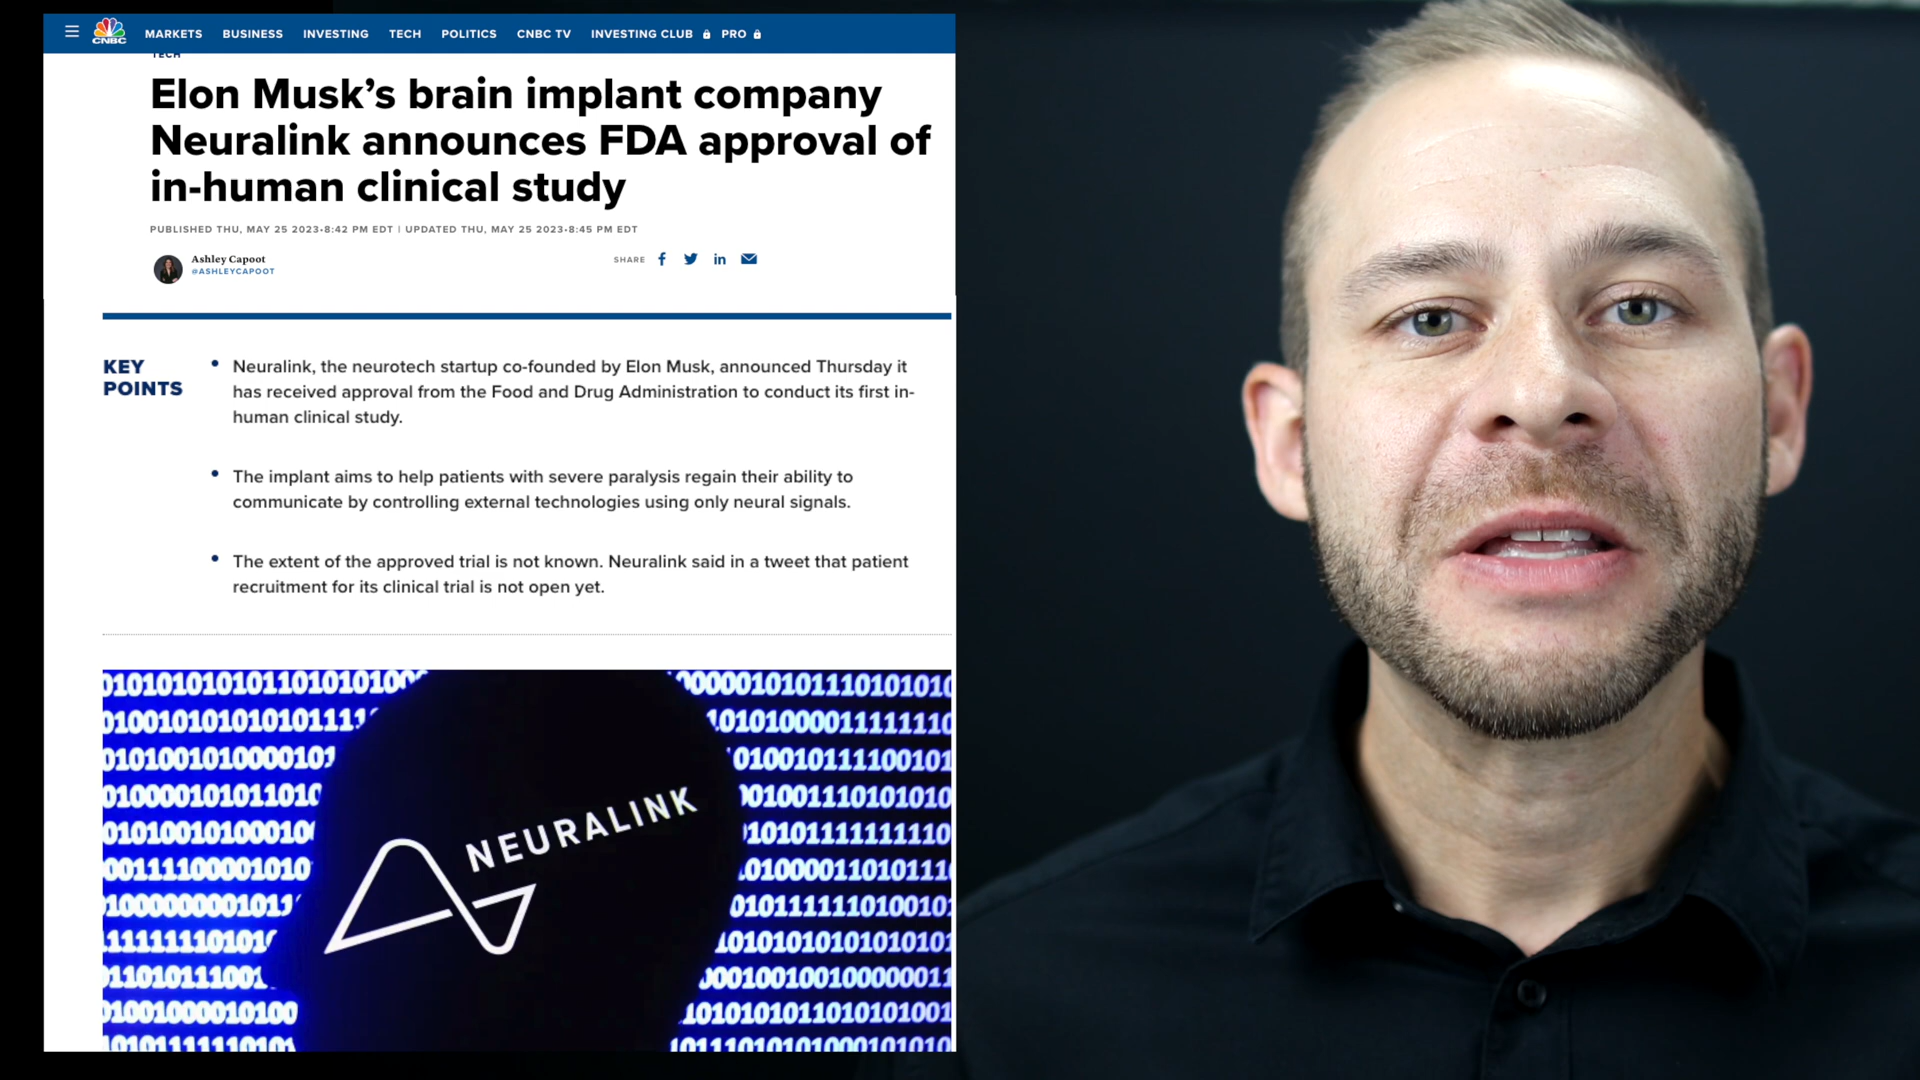 CNBC
MARKETS BUSINESS INVESTING TECH POLITICS CNBC TV INVESTING CLUB PRO
TECH
Elon Musk’s brain implant company
Neuralink announces FDA approval of
in-human clinical study
PUBLISHED THU, MAY 25 2023•8:42 PM EDT | UPDATED THU, MAY 25 2023•8:45 PM EDT
Ashley Capoot
@ASHLEYCAPOOT
SHARE
KEY
POINTS
Neuralink, the neurotech startup co-founded by Elon Musk, announced Thursday it
has received approval from the Food and Drug Administration to conduct its first in-
human clinical study.
The implant aims to help patients with severe paralysis regain their ability to
communicate by controlling external technologies using only neural signals.
The extent of the approved trial is not known. Neuralink said in a tweet that patient
recruitment for its clinical trial is not open yet.
NEURALINK